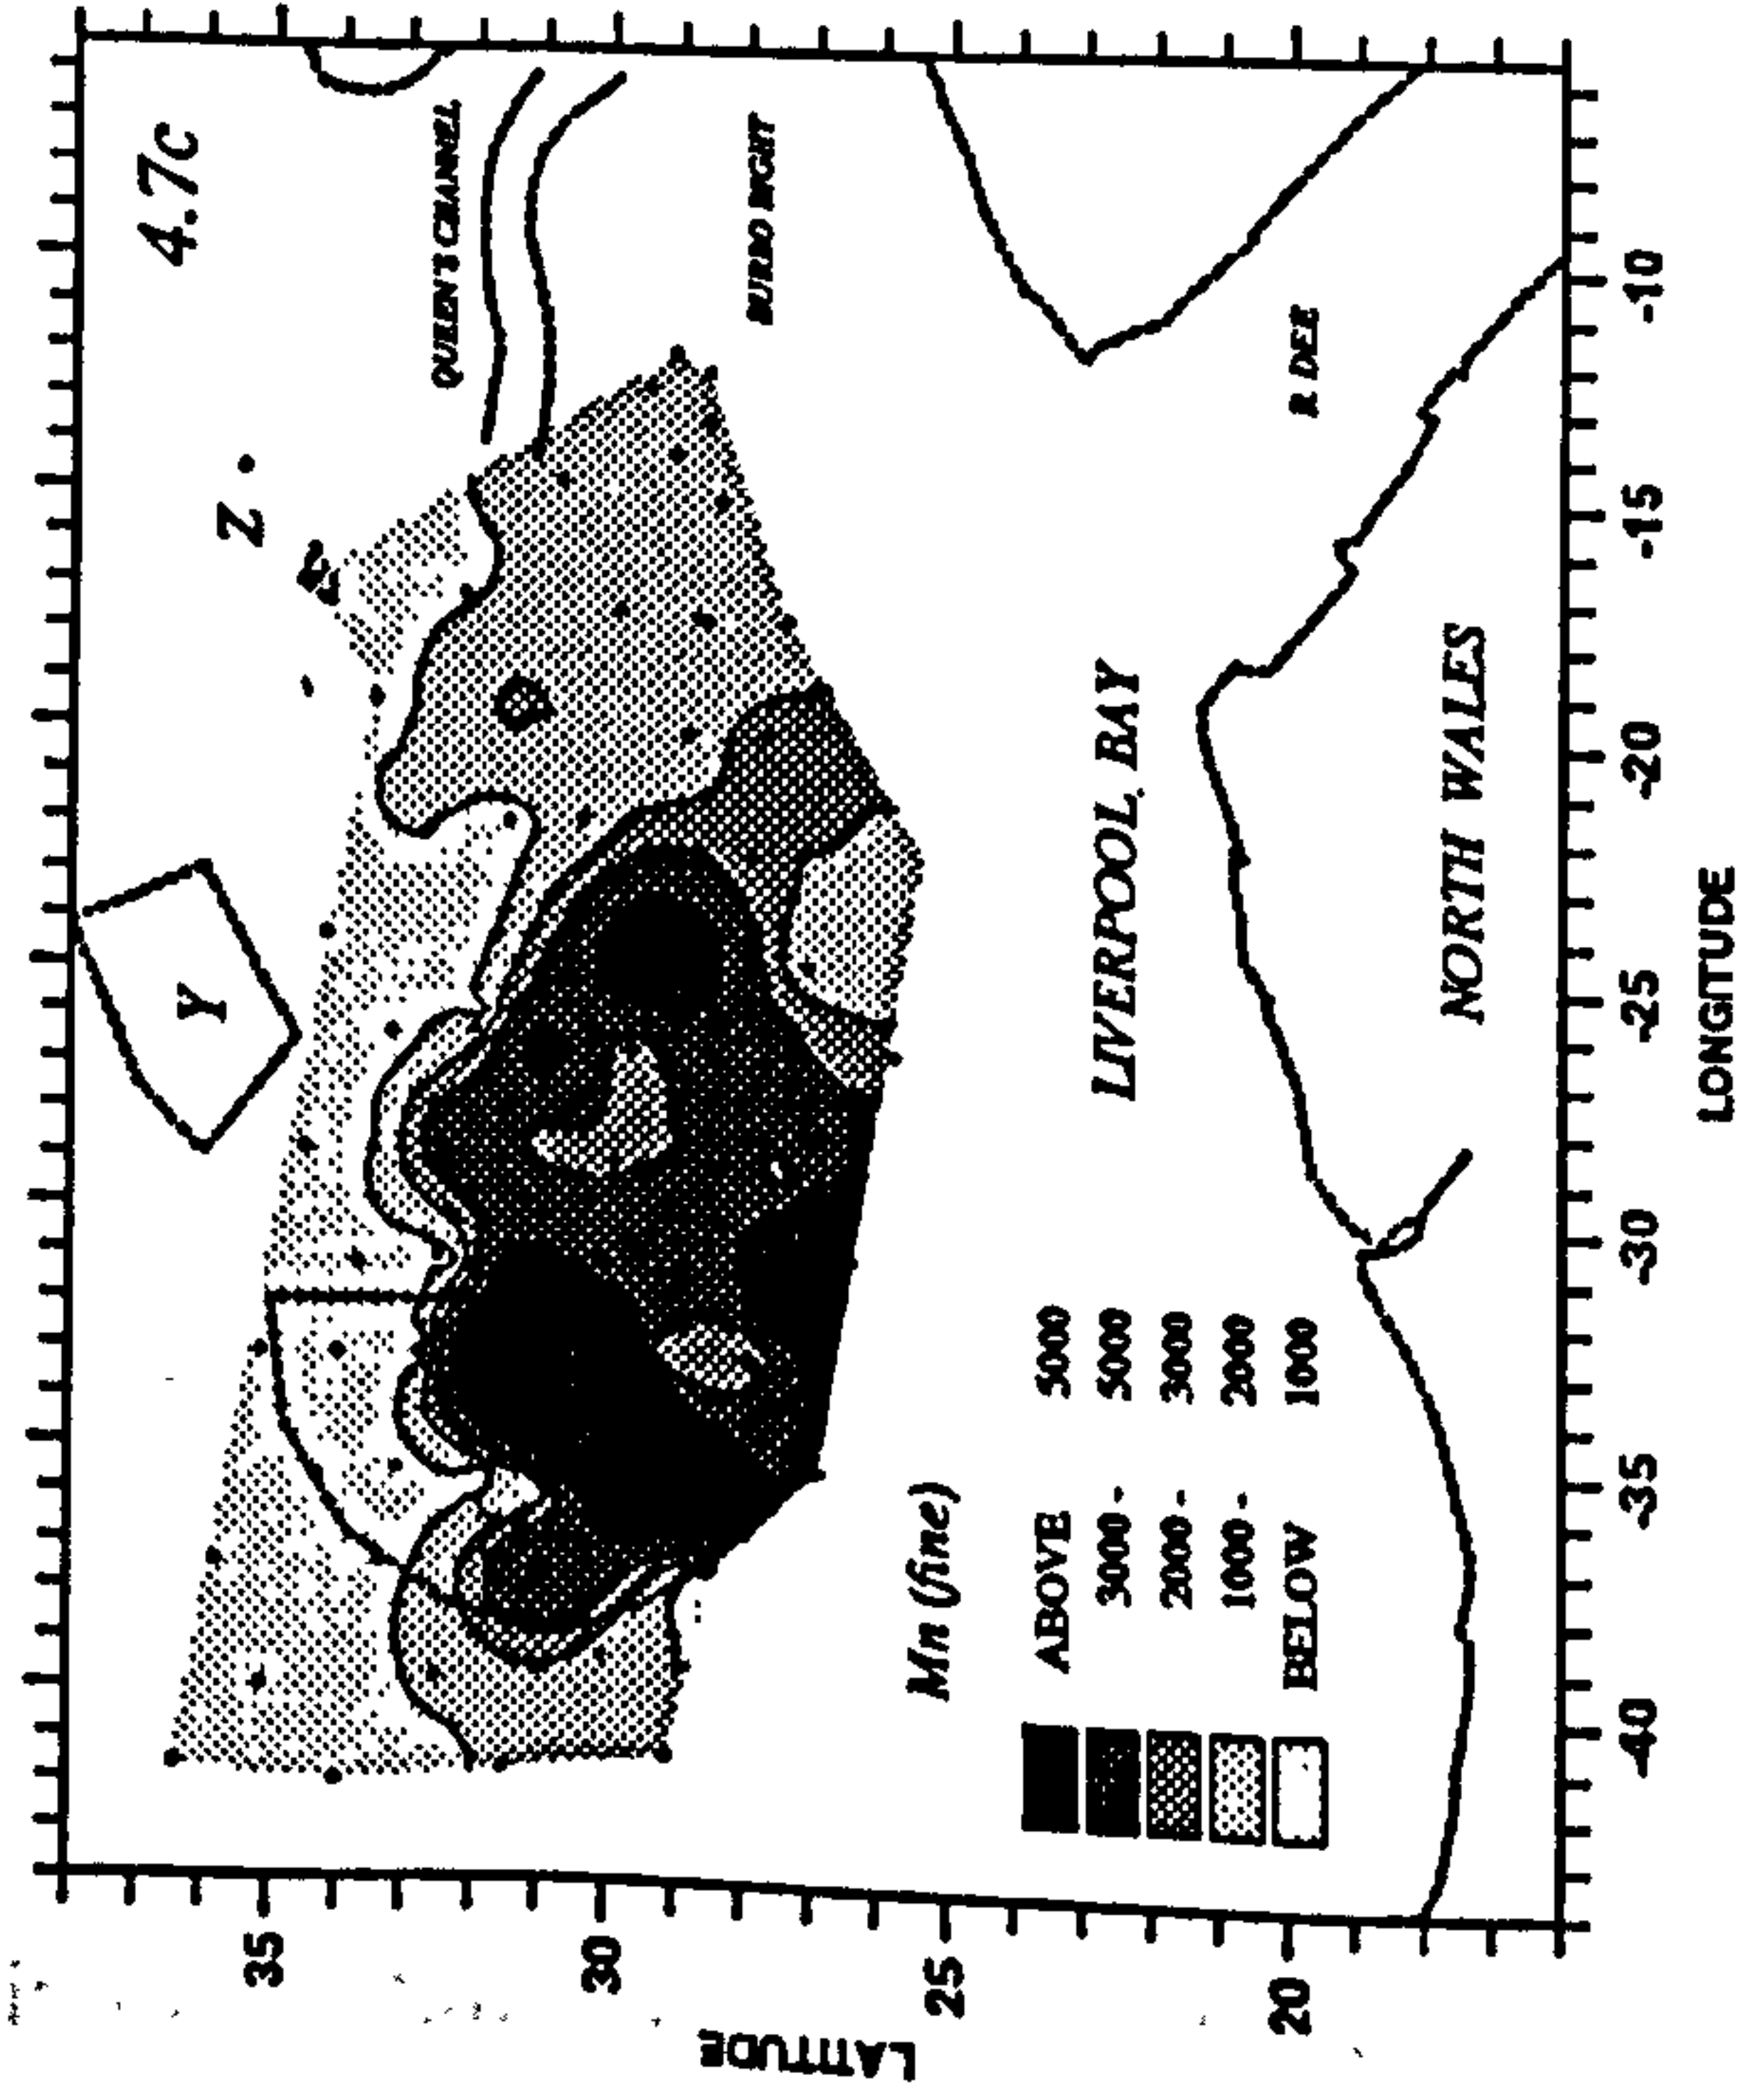 4.7c
QUEEN'S CHANNEL
Z
Y
BURBO BIGHT
R DEE
LIVERPOOL BAY
NORTH WALES
Mn (fine)
ABOVE 5000
3000 - 5000
2000 - 3000
1000 - 2000
BELOW 1000
LATITUDE
35
30
25
20
-40
-35
-30
-25
-20
-15
-10
LONGITUDE